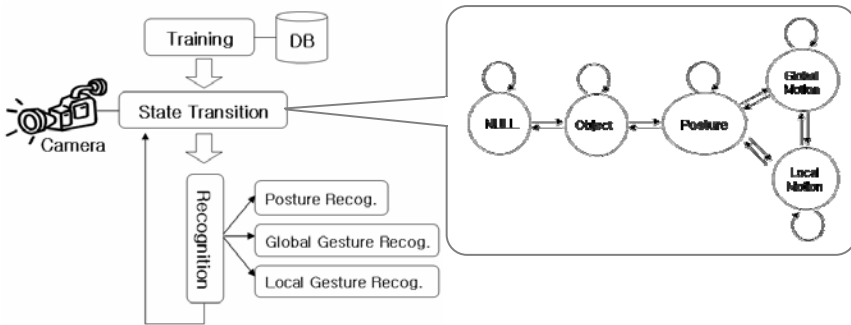 Training
DB
State Transition
Camera
Recognition
Posture Recog.
Global Gesture Recog.
Local Gesture Recog.
NULL
Object
Posture
Global
Motion
Local
Motion